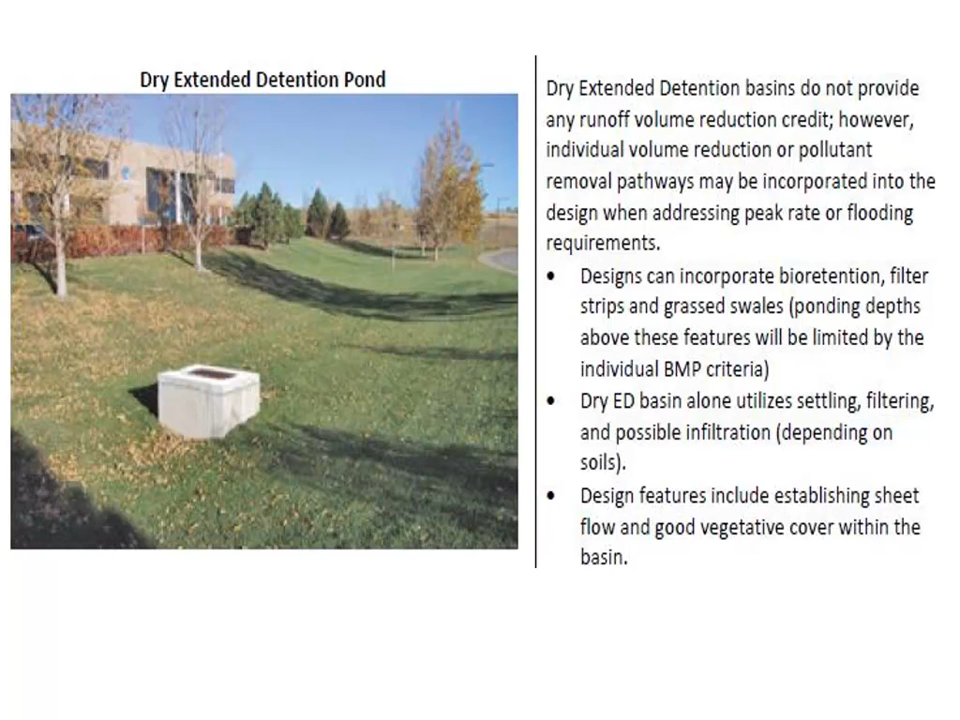 Dry Extended Detention Pond
Dry Extended Detention basins do not provide
any runoff volume reduction credit; however,
individual volume reduction or pollutant
removal pathways may be incorporated into the
design when addressing peak rate or flooding
requirements.
• Designs can incorporate bioretention, filter
strips and grassed swales (ponding depths
above these features will be limited by the
individual BMP criteria)
• Dry ED basin alone utilizes settling, filtering,
and possible infiltration (depending on
soils).
• Design features include establishing sheet
flow and good vegetative cover within the
basin.